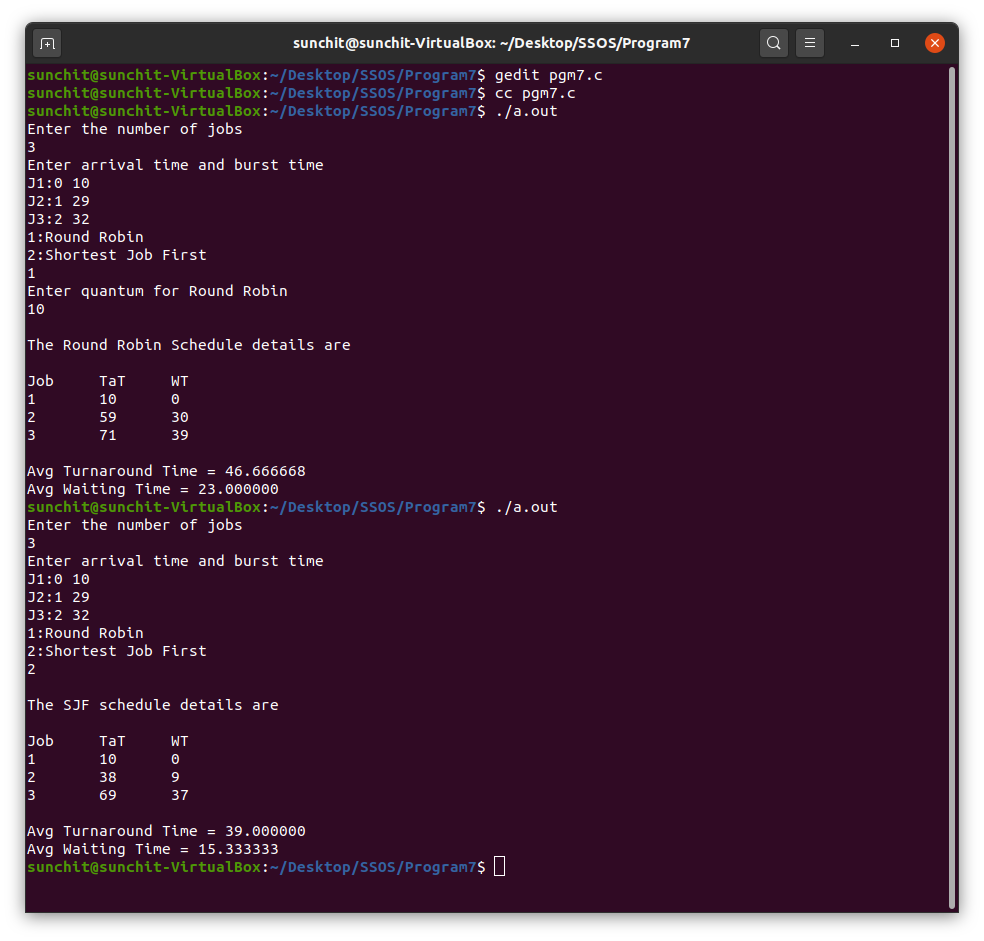 sunchit@sunchit-VirtualBox: ~/Desktop/SSOS/Program7
sunchit@sunchit-VirtualBox:~/Desktop/SSOS/Program7$ gedit pgm7.c
sunchit@sunchit-VirtualBox:~/Desktop/SSOS/Program7$ cc pgm7.c
sunchit@sunchit-VirtualBox:~/Desktop/SSOS/Program7$ ./a.out
Enter the number of jobs
3
Enter arrival time and burst time
J1:0 10
J2:1 29
J3:2 32
1:Round Robin
2:Shortest Job First
1
Enter quantum for Round Robin
10
The Round Robin Schedule details are
Job TaT WT
1 10 0
2 59 30
3 71 39
Avg Turnaround Time = 46.666668
Avg Waiting Time = 23.000000
sunchit@sunchit-VirtualBox:~/Desktop/SSOS/Program7$ ./a.out
Enter the number of jobs
3
Enter arrival time and burst time
J1:0 10
J2:1 29
J3:2 32
1:Round Robin
2:Shortest Job First
2
The SJF schedule details are
Job TaT WT
1 10 0
2 38 9
3 69 37
Avg Turnaround Time = 39.000000
Avg Waiting Time = 15.333333
sunchit@sunchit-VirtualBox:~/Desktop/SSOS/Program7$